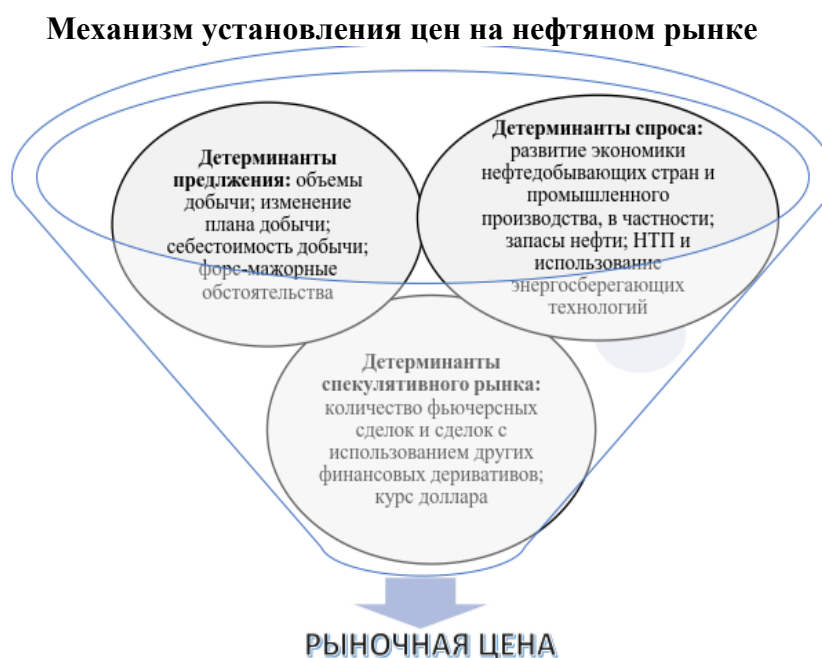 Механизм установления цен на нефтяном рынке
Детерминанты
предлжения: объемы
добычи; изменение
плана добычи;
себестоимость добычи;
форс-мажорные
обстоятельства
Детерминанты спроса:
развитие экономики
нефтедобывающих стран и
промышленного
производства, в частности;
запасы нефти; НТП и
использование
энергосберегающих
технологий
Детерминанты
спекулятивного рынка:
количество фьючерсных
сделок и сделок с
использованием других
финансовых деривативов;
курс доллара
РЫНОЧНАЯ ЦЕНА